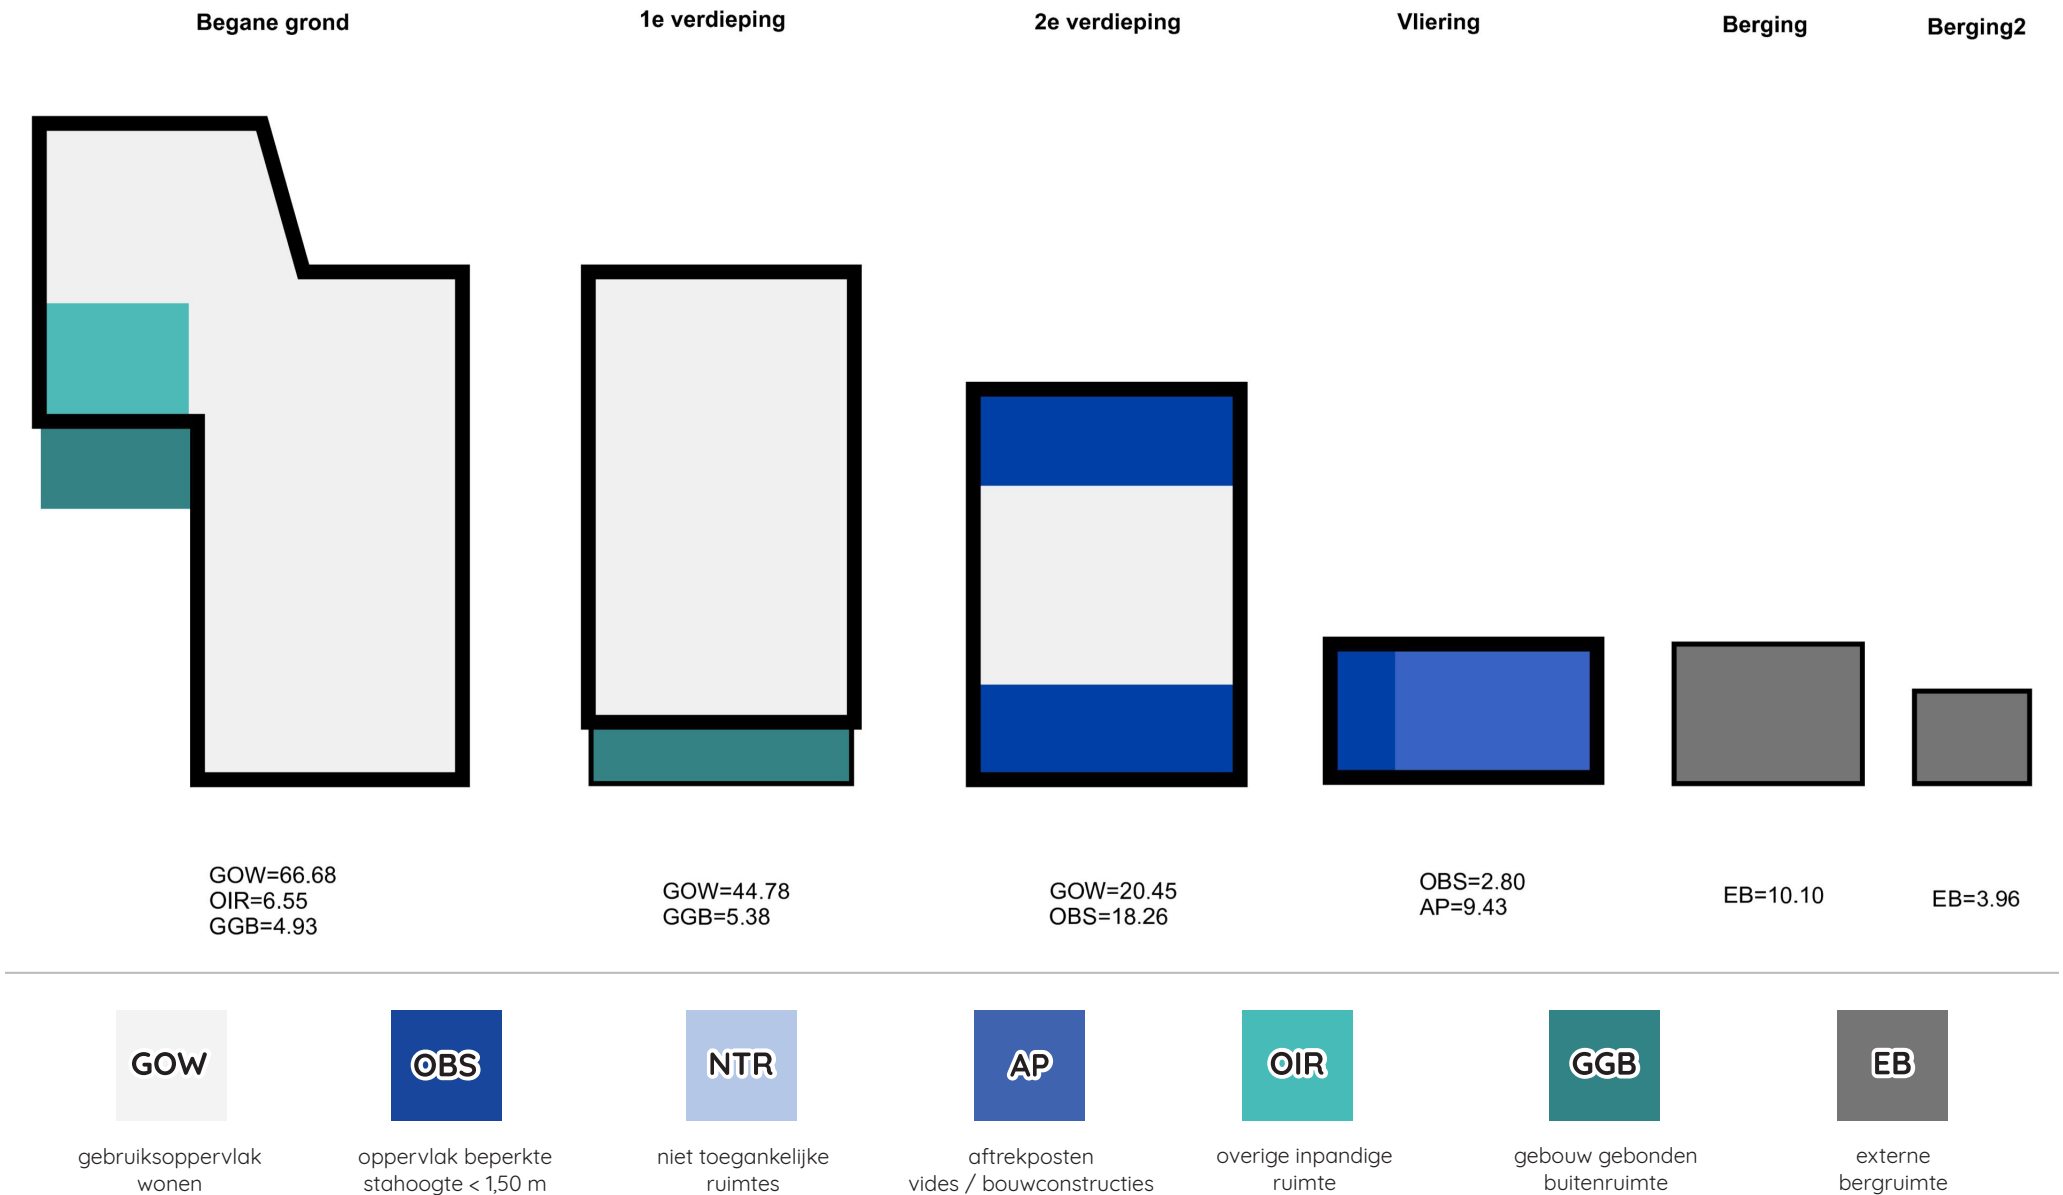 Begane grond
1e verdieping
2e verdieping
Vliering
Berging
Berging2
GOW=66.68
OIR=6.55
GGB=4.93
GOW=44.78
GGB=5.38
GOW=20.45
OBS=18.26
OBS=2.80
AP=9.43
EB=10.10
EB=3.96
GOW
gebruiksoppervlak
wonen
OBS
oppervlak beperkte
stahoogte < 1,50 m
NTR
niet toegankelijke
ruimtes
AP
aftrekposten
vides / bouwconstructies
OIR
overige inpandige
ruimte
GGB
gebouw gebonden
buitenruimte
EB
externe
bergruimte